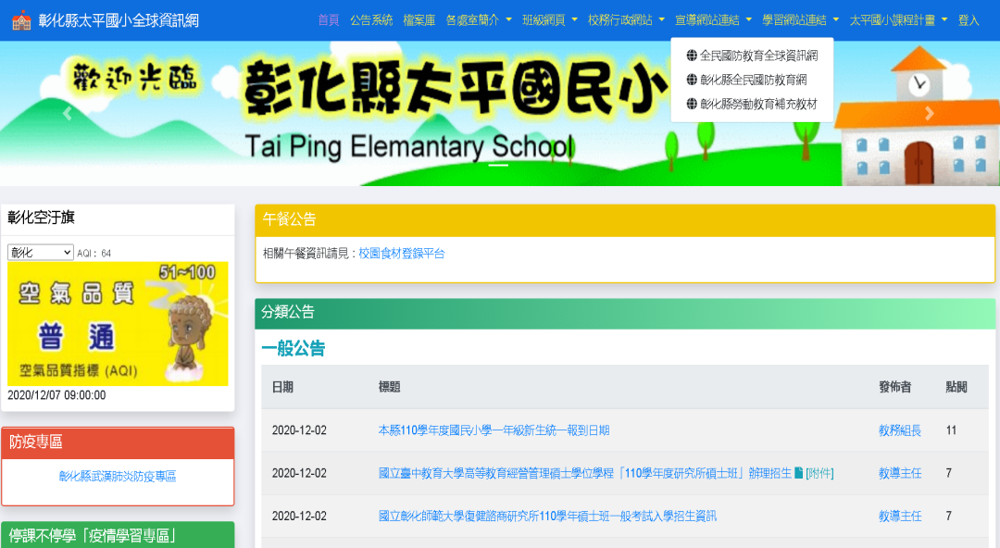 彰化縣太平國小全球資訊網
首頁 公告系統 檔案庫 各處室簡介 班級網頁 校務行政網站 宣導網站連結 學習網站連結 太平國小課程計畫 登入
全民國防教育全球資訊網
彰化縣全民國防教育網
彰化縣勞動教育補充教材
歡迎光臨 彰化縣太平國民小
Tai Ping Elemantary School
彰化空汙旗
彰化 AQI： 64
51~100
空氣品質
普通
空氣品質指標 (AQI)
2020/12/07 09:00:00
防疫專區
彰化縣武漢肺炎防疫專區
停課不停學「疫情學習專區」
午餐公告
相關午餐資訊請見：校園食材登錄平台
分類公告
一般公告
日期 標題 發佈者 點閱
2020-12-02 本縣110學年度國民小學一年級新生統一報到日期 教務組長 11
2020-12-02 國立臺中教育大學高等教育經營管理碩士學位學程「110學年度研究所碩士班」辦理招生 [附件] 教導主任 7
2020-12-02 國立彰化師範大學復健諮商研究所110學年碩士班一般考試入學招生資訊 教導主任 7